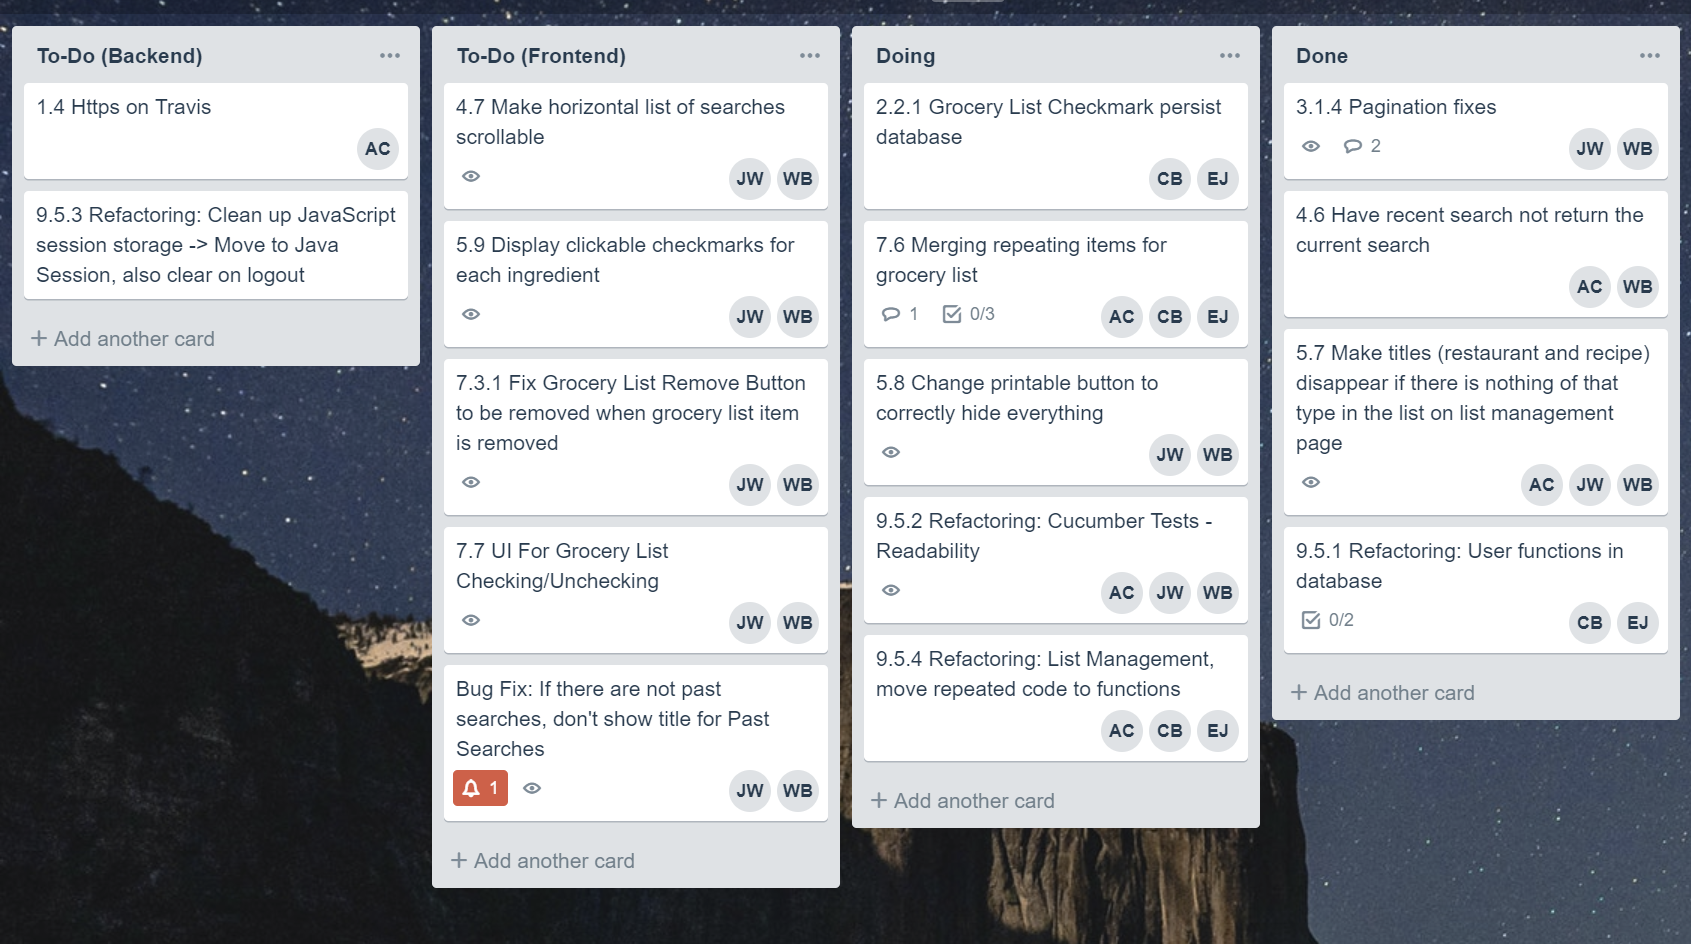 To-Do (Backend)
1.4 Https on Travis
AC
9.5.3 Refactoring: Clean up JavaScript
session storage -> Move to Java
Session, also clear on logout
+ Add another card
To-Do (Frontend)
4.7 Make horizontal list of searches
scrollable
JW WB
5.9 Display clickable checkmarks for
each ingredient
JW WB
7.3.1 Fix Grocery List Remove Button
to be removed when grocery list item
is removed
JW WB
7.7 UI For Grocery List
Checking/Unchecking
JW WB
Bug Fix: If there are not past
searches, don't show title for Past
Searches
1 JW WB
+ Add another card
Doing
2.2.1 Grocery List Checkmark persist
database
CB EJ
7.6 Merging repeating items for
grocery list
1 0/3 AC CB EJ
5.8 Change printable button to
correctly hide everything
JW WB
9.5.2 Refactoring: Cucumber Tests -
Readability
AC JW WB
9.5.4 Refactoring: List Management,
move repeated code to functions
AC CB EJ
+ Add another card
Done
3.1.4 Pagination fixes
2 JW WB
4.6 Have recent search not return the
current search
AC WB
5.7 Make titles (restaurant and recipe)
disappear if there is nothing of that
type in the list on list management
page
AC JW WB
9.5.1 Refactoring: User functions in
database
0/2 CB EJ
+ Add another card